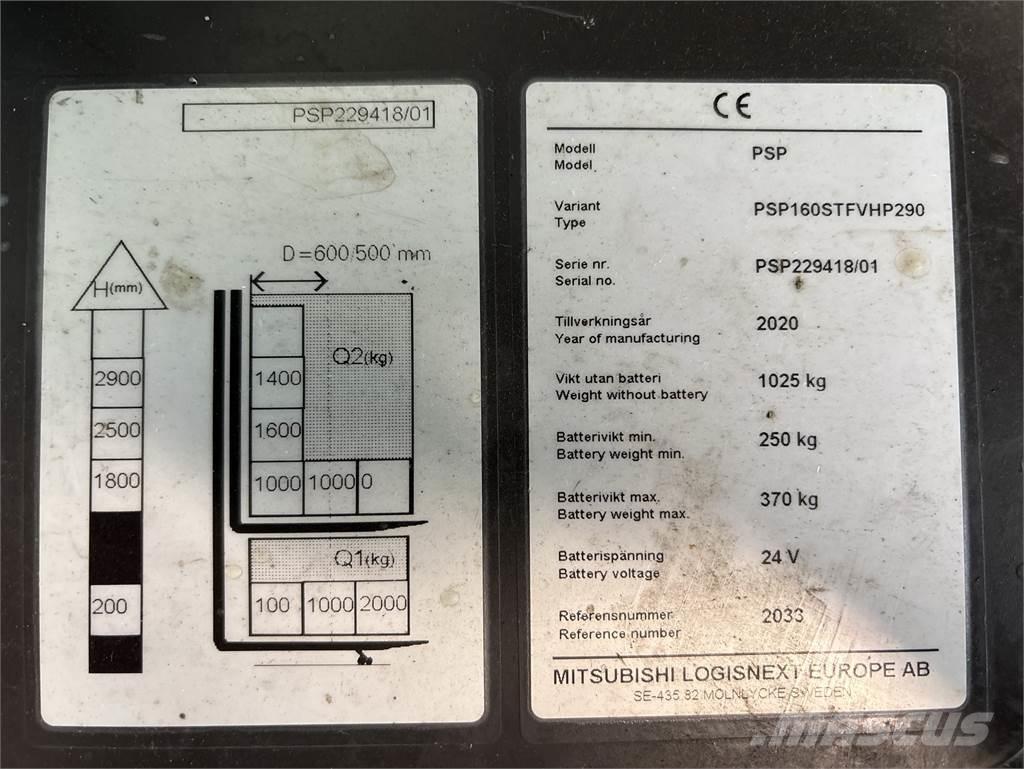 PSP229418/01
D=600/500 mm
H(mm)
Q2(kg)
2900 1400
2500 1600
1800 1000 1000 0
Q1(kg)
200 100 1000 2000
CE
Modell
Model PSP
Variant
Type PSP160STFVHP290
Serie nr.
Serial no. PSP229418/01
Tillverkningsår
Year of manufacturing 2020
Vikt utan batteri
Weight without battery 1025 kg
Batterivikt min.
Battery weight min. 250 kg
Batterivikt max.
Battery weight max. 370 kg
Batterispänning
Battery voltage 24 V
Referensnummer
Reference number 2033
MITSUBISHI LOGISNEXT EUROPE AB
SE-435 82 MÖLNLYCKE/SWEDEN
MASCUS